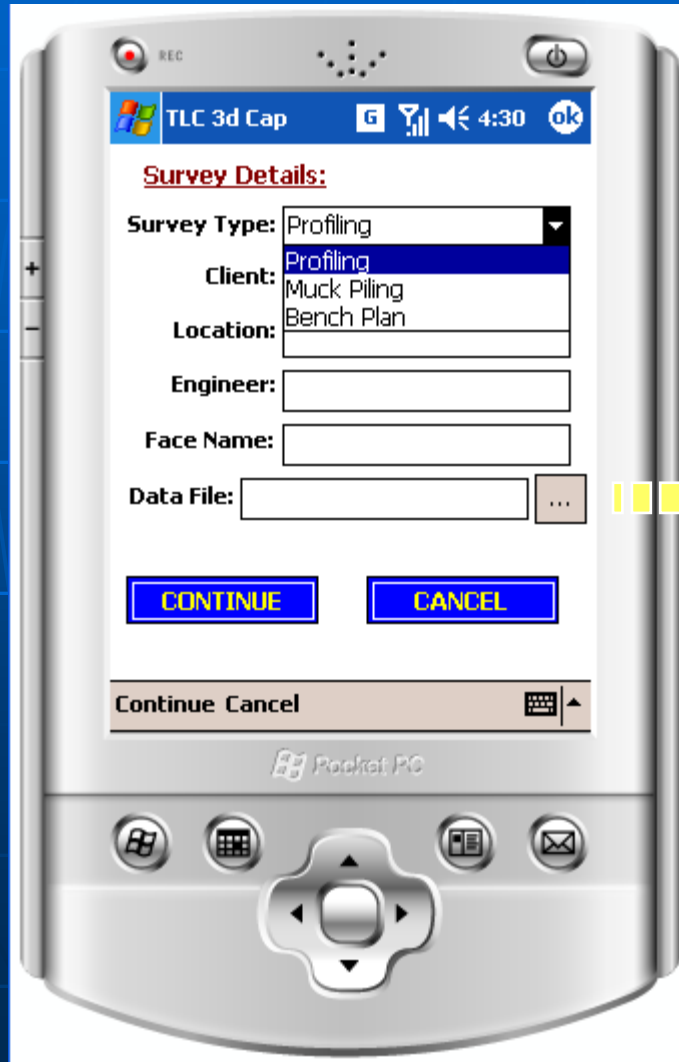 REC
TLC 3d Cap G 4:30 ok
Survey Details:
Survey Type: Profiling
Profiling
Client:
Muck Piling
Bench Plan
Location:
Engineer:
Face Name:
Data File: ...
CONTINUE CANCEL
Continue Cancel
Pocket PC
+
−